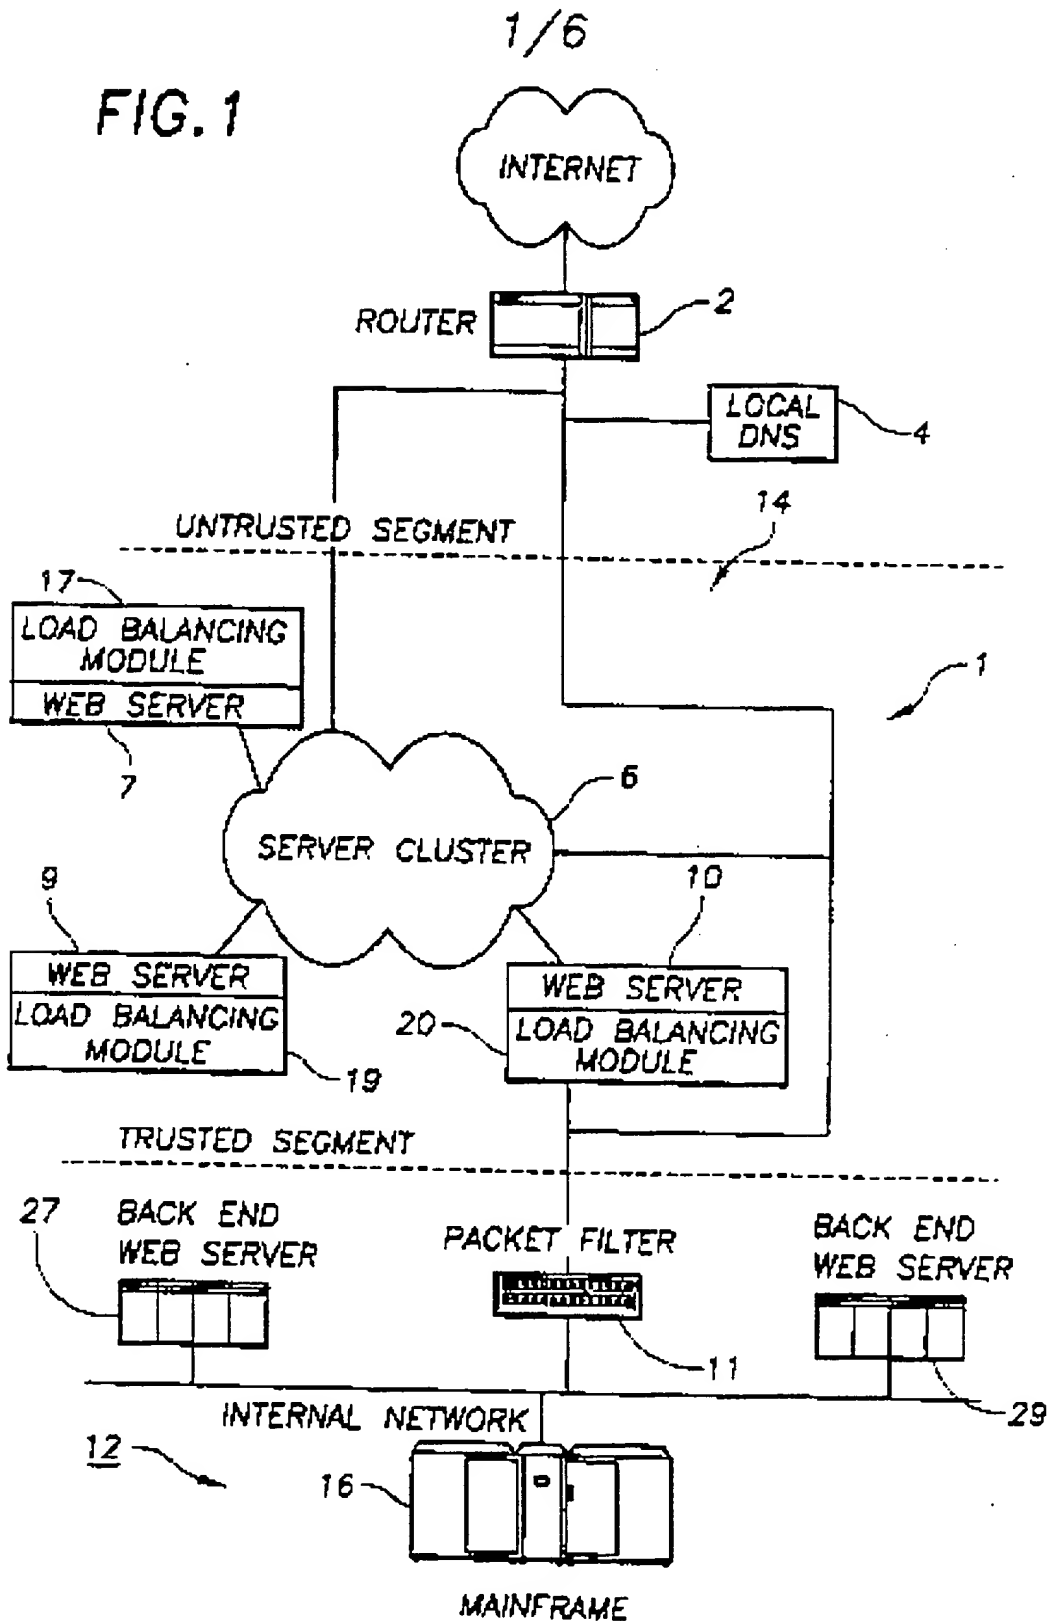 1/6
FIG. 1
INTERNET
ROUTER
2
LOCAL
DNS
4
14
UNTRUSTED SEGMENT
17
LOAD BALANCING
MODULE
WEB SERVER
7
1
6
SERVER CLUSTER
9
WEB SERVER
LOAD BALANCING
MODULE
19
10
WEB SERVER
20
LOAD BALANCING
MODULE
TRUSTED SEGMENT
27
BACK END
WEB SERVER
PACKET FILTER
11
BACK END
WEB SERVER
29
INTERNAL NETWORK
12
16
MAINFRAME